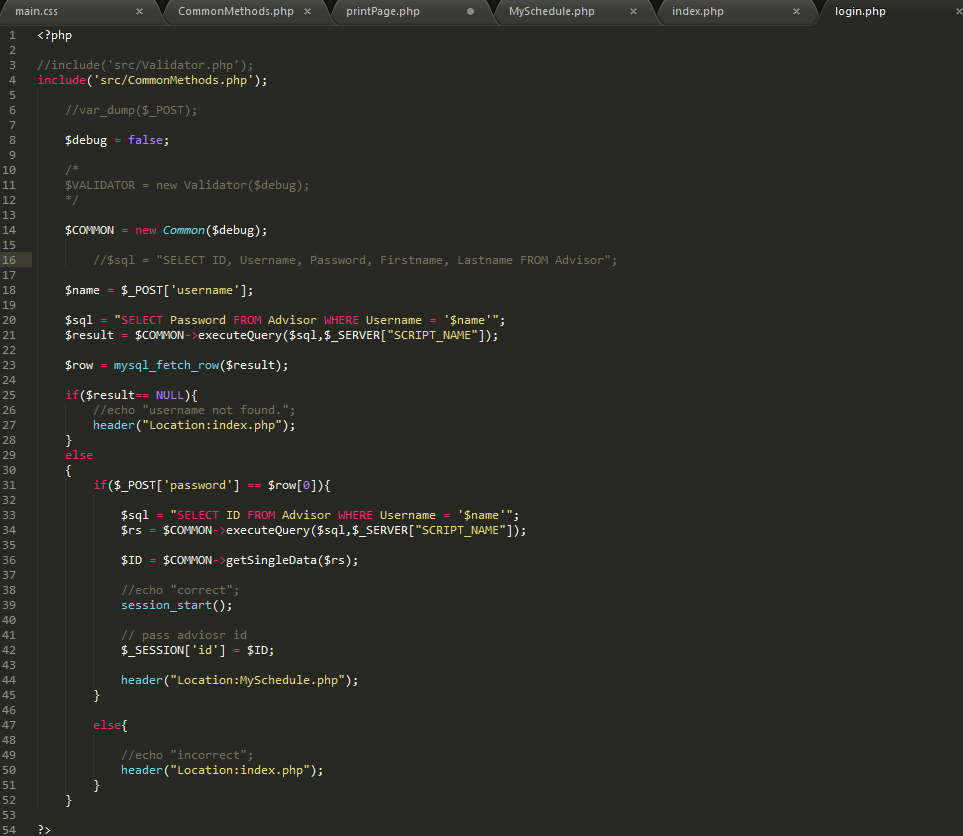 main.css × CommonMethods.php × printPage.php MySchedule.php × index.php × login.php ×
1 <?php
2
3 //include('src/Validator.php');
4 include('src/CommonMethods.php');
5
6 //var_dump($_POST);
7
8 $debug = false;
9
10 /*
11 $VALIDATOR = new Validator($debug);
12 */
13
14 $COMMON = new Common($debug);
15
16 //$sql = "SELECT ID, Username, Password, Firstname, Lastname FROM Advisor";
17
18 $name = $_POST['username'];
19
20 $sql = "SELECT Password FROM Advisor WHERE Username = '$name'";
21 $result = $COMMON->executeQuery($sql,$_SERVER["SCRIPT_NAME"]);
22
23 $row = mysql_fetch_row($result);
24
25 if($result== NULL){
26 //echo "username not found.";
27 header("Location:index.php");
28 }
29 else
30 {
31 if($_POST['password'] == $row[0]){
32
33 $sql = "SELECT ID FROM Advisor WHERE Username = '$name'";
34 $rs = $COMMON->executeQuery($sql,$_SERVER["SCRIPT_NAME"]);
35
36 $ID = $COMMON->getSingleData($rs);
37
38 //echo "correct";
39 session_start();
40
41 // pass adviosr id
42 $_SESSION['id'] = $ID;
43
44 header("Location:MySchedule.php");
45 }
46
47 else{
48
49 //echo "incorrect";
50 header("Location:index.php");
51 }
52 }
53
54 ?>